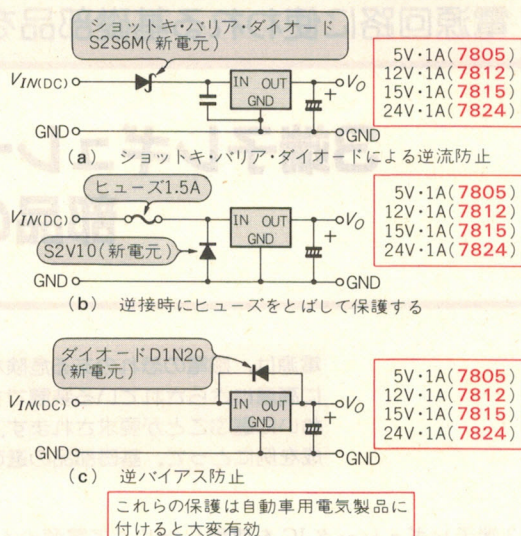 ショットキ・バリア・ダイオード
S2S6M(新電元)
VIN(DC)
IN OUT
GND
+
VO
GND
GND
5V・1A(7805)
12V・1A(7812)
15V・1A(7815)
24V・1A(7824)
(a) ショットキ・バリア・ダイオードによる逆流防止
ヒューズ1.5A
VIN(DC)
IN OUT
GND
+
VO
S2V10(新電元)
GND
GND
5V・1A(7805)
12V・1A(7812)
15V・1A(7815)
24V・1A(7824)
(b) 逆接時にヒューズをとばして保護する
ダイオードD1N20
(新電元)
VIN(DC)
IN OUT
GND
+
VO
GND
GND
5V・1A(7805)
12V・1A(7812)
15V・1A(7815)
24V・1A(7824)
(c) 逆バイアス防止
これらの保護は自動車用電気製品に
付けると大変有効